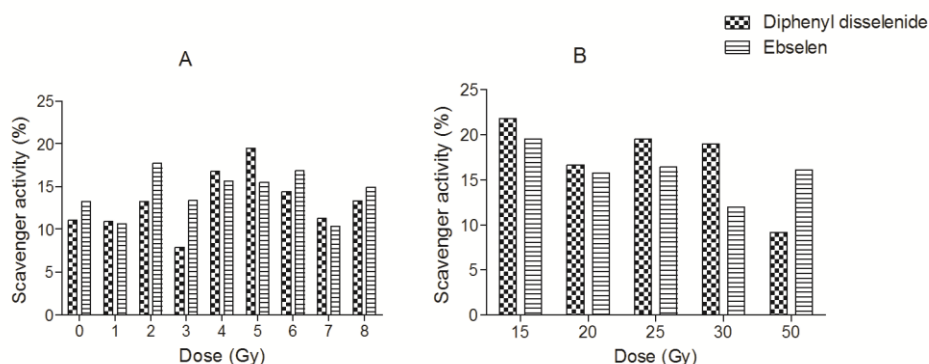 Diphenyl disselenide
Ebselen
A
B
Scavenger activity (%)
25
20
15
10
5
0
0 1 2 3 4 5 6 7 8
Dose (Gy)
Scavenger activity (%)
25
20
15
10
5
0
15 20 25 30 50
Dose (Gy)